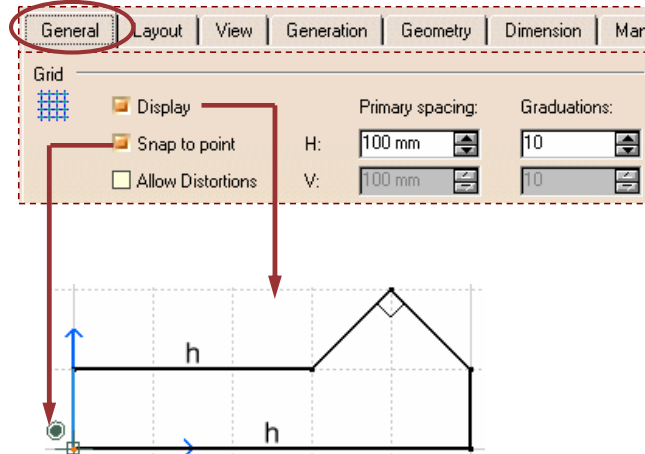 General Layout View Generation Geometry Dimension Mar
Grid
Display Primary spacing: Graduations:
Snap to point H: 100 mm 10
Allow Distortions V: 100 mm 10
h
h